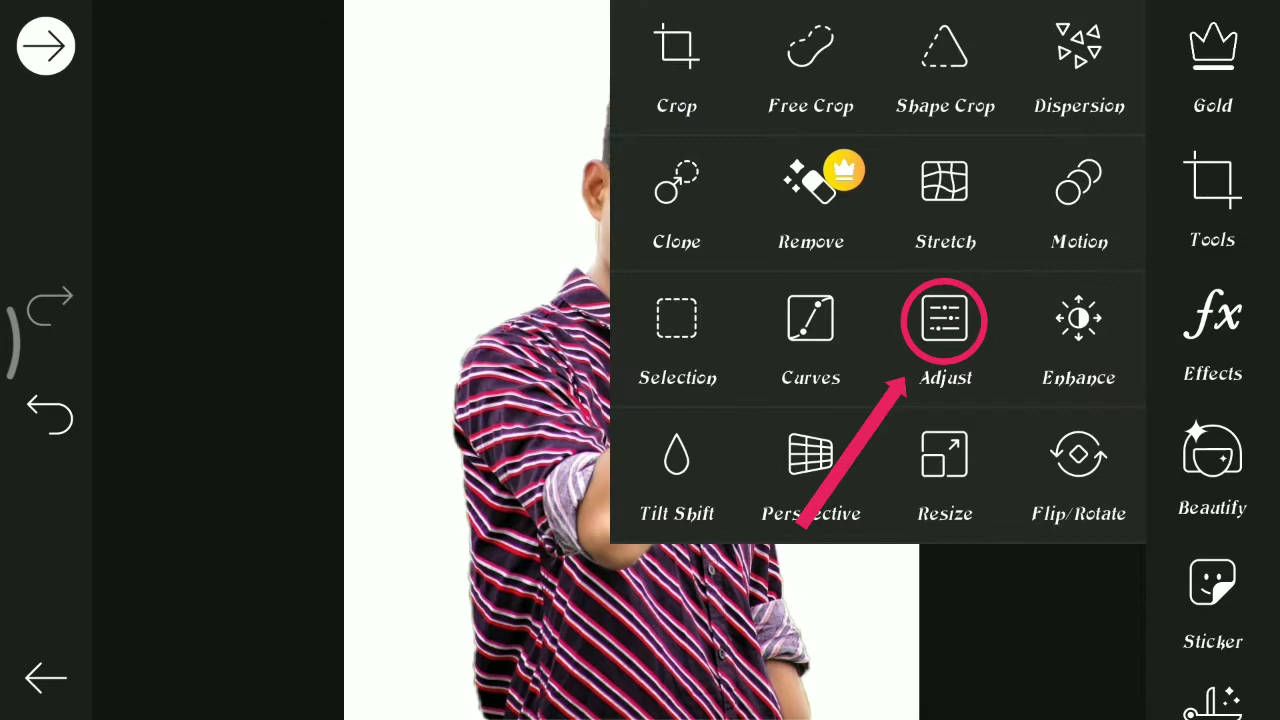 Crop Free Crop Shape Crop Dispersion
Clone Remove Stretch Motion
Selection Curves Adjust Enhance
Tilt Shift Perspective Resize Flip/Rotate
Gold
Tools
fx
Effects
Beautify
Sticker